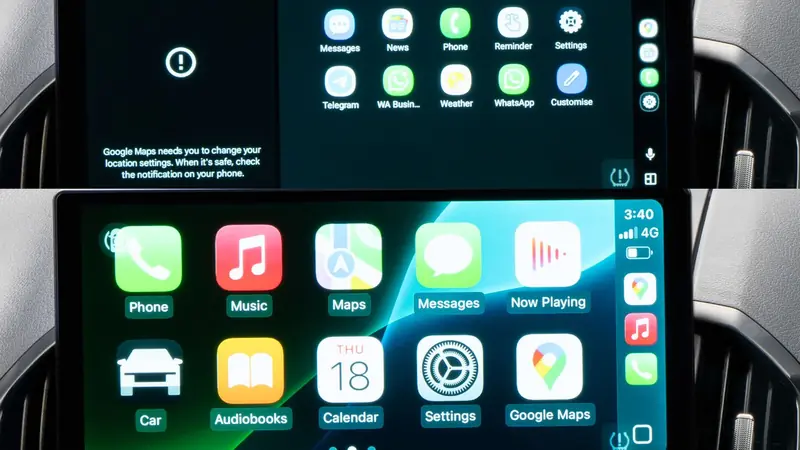 Messages
News
Phone
Reminder
Settings
Telegram
WA Busin...
Weather
WhatsApp
Customise
Google Maps needs you to change your
location settings. When it's safe, check
the notification on your phone.
3:40
4G
Phone
Music
Maps
Messages
Now Playing
THU
18
Car
Audiobooks
Calendar
Settings
Google Maps